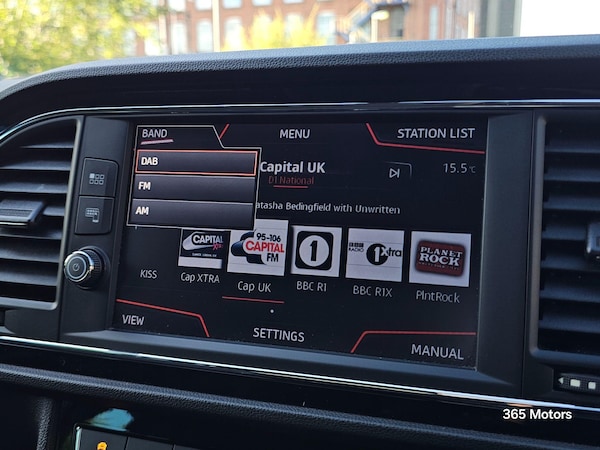 BAND
MENU
STATION LIST
DAB
FM
AM
Capital UK
D1 National
15.5°C
atasha Bedingfield with Unwritten
CAPITAL
95-106
CAPITAL
FM
1
BBC
RADIO
1Xtra
PLANET
ROCK
KISS
Cap XTRA
Cap UK
BBC R1
BBC R1X
PlntRock
VIEW
SETTINGS
MANUAL
365 Motors